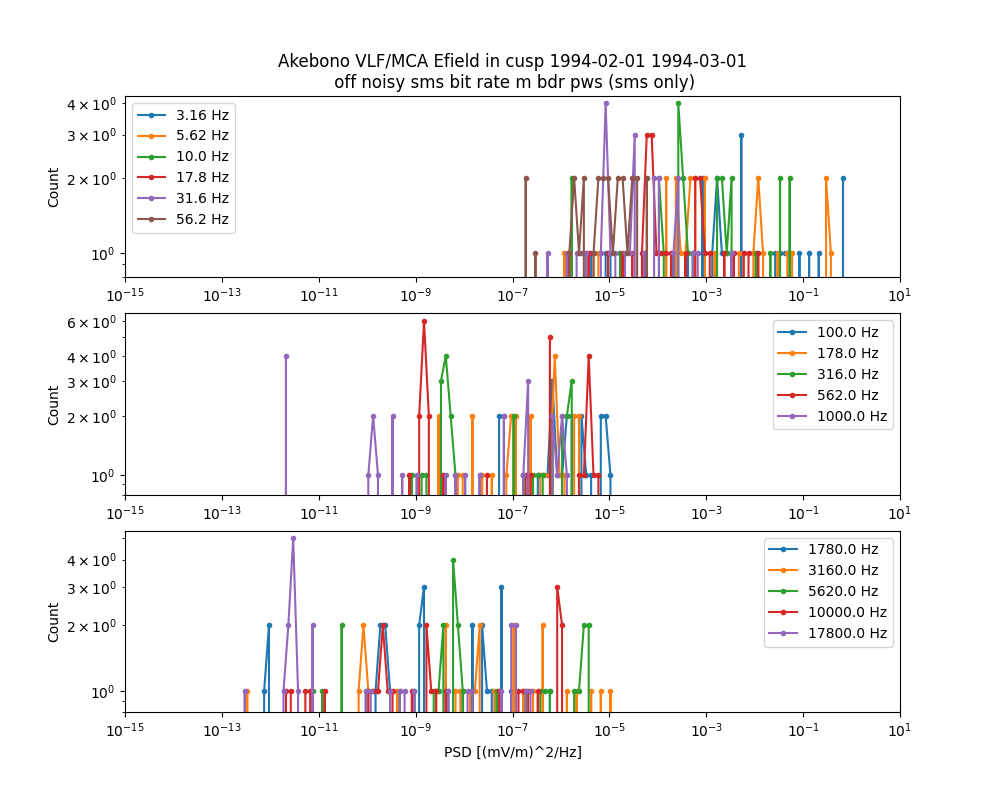 Akebono VLF/MCA Efield in cusp 1994-02-01 1994-03-01
off noisy sms bit rate m bdr pws (sms only)
4 × 10⁰
3 × 10⁰
2 × 10⁰
10⁰
Count
3.16 Hz
5.62 Hz
10.0 Hz
17.8 Hz
31.6 Hz
56.2 Hz
10⁻¹⁵ 10⁻¹³ 10⁻¹¹ 10⁻⁹ 10⁻⁷ 10⁻⁵ 10⁻³ 10⁻¹ 10¹
6 × 10⁰
4 × 10⁰
3 × 10⁰
2 × 10⁰
10⁰
Count
100.0 Hz
178.0 Hz
316.0 Hz
562.0 Hz
1000.0 Hz
10⁻¹⁵ 10⁻¹³ 10⁻¹¹ 10⁻⁹ 10⁻⁷ 10⁻⁵ 10⁻³ 10⁻¹ 10¹
4 × 10⁰
3 × 10⁰
2 × 10⁰
10⁰
Count
1780.0 Hz
3160.0 Hz
5620.0 Hz
10000.0 Hz
17800.0 Hz
10⁻¹⁵ 10⁻¹³ 10⁻¹¹ 10⁻⁹ 10⁻⁷ 10⁻⁵ 10⁻³ 10⁻¹ 10¹
PSD [(mV/m)^2/Hz]